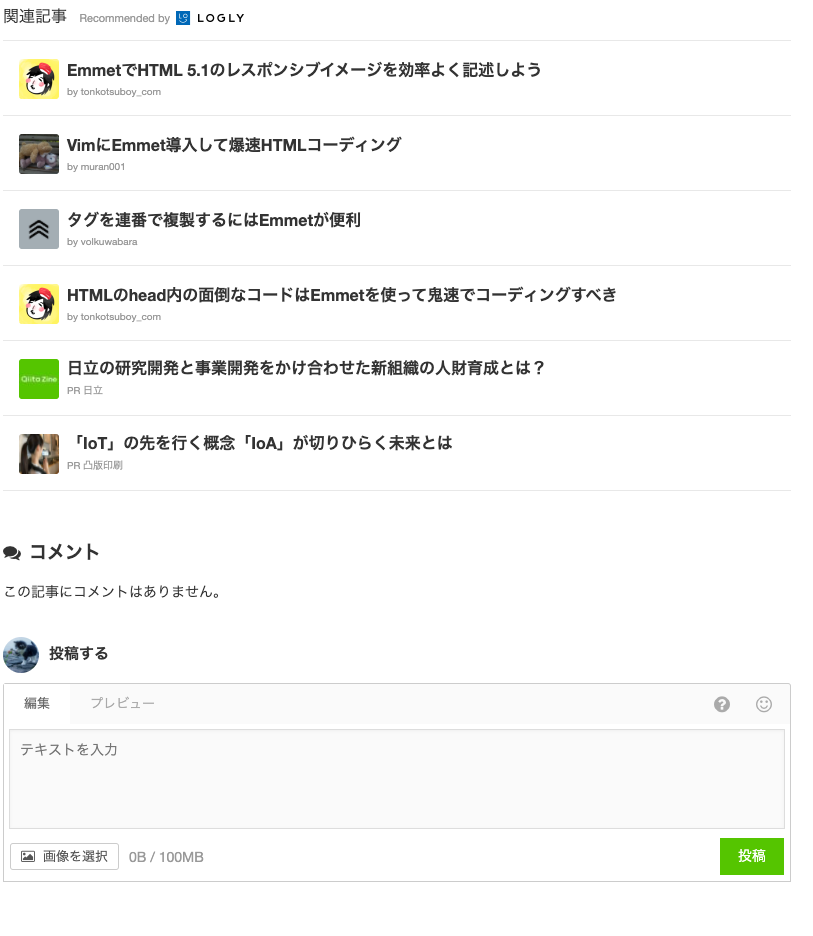 関連記事 Recommended by LOGLY
EmmetでHTML 5.1のレスポンシブイメージを効率よく記述しよう
by tonkotsuboy_com
VimにEmmet導入して爆速HTMLコーディング
by muran001
タグを連番で複製するにはEmmetが便利
by volkuwabara
HTMLのhead内の面倒なコードはEmmetを使って鬼速でコーディングすべき
by tonkotsuboy_com
Qiita Zine
日立の研究開発と事業開発をかけ合わせた新組織の人財育成とは？
PR 日立
「IoT」の先を行く概念「IoA」が切りひらく未来とは
PR 凸版印刷
コメント
この記事にコメントはありません。
投稿する
編集 プレビュー
テキストを入力
画像を選択 0B / 100MB 投稿